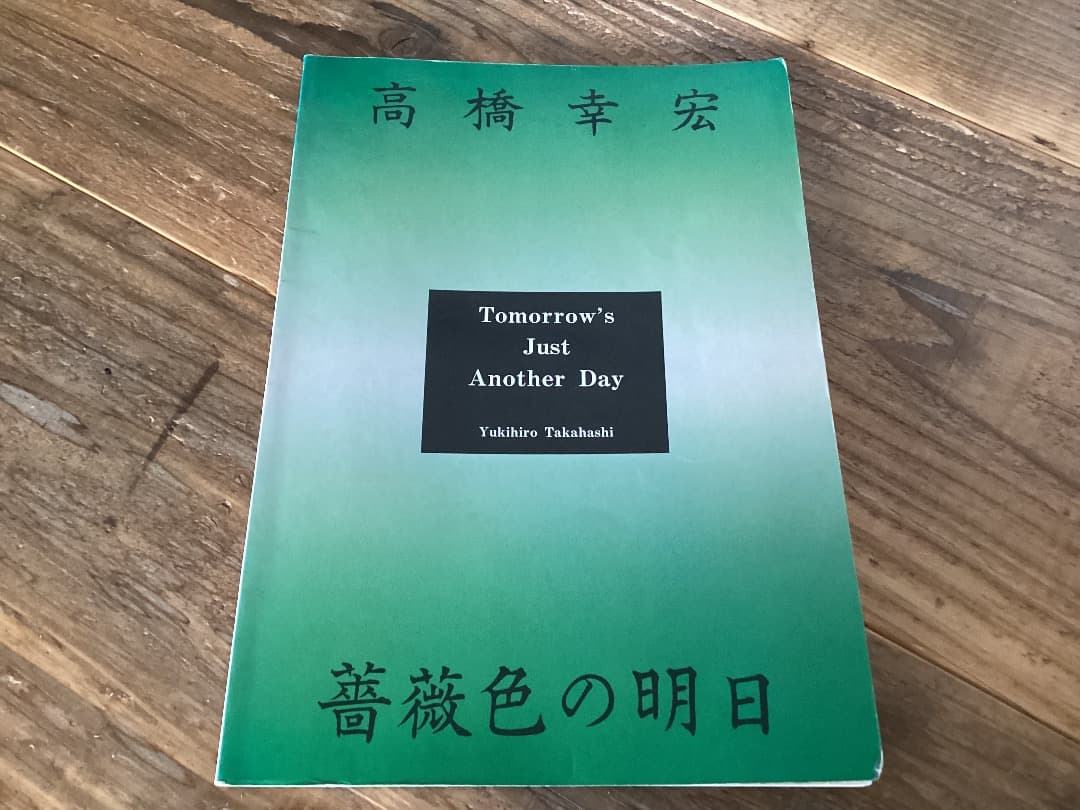 高橋幸宏
Tomorrow's
Just
Another Day
Yukihiro Takahashi
薔薇色の明日